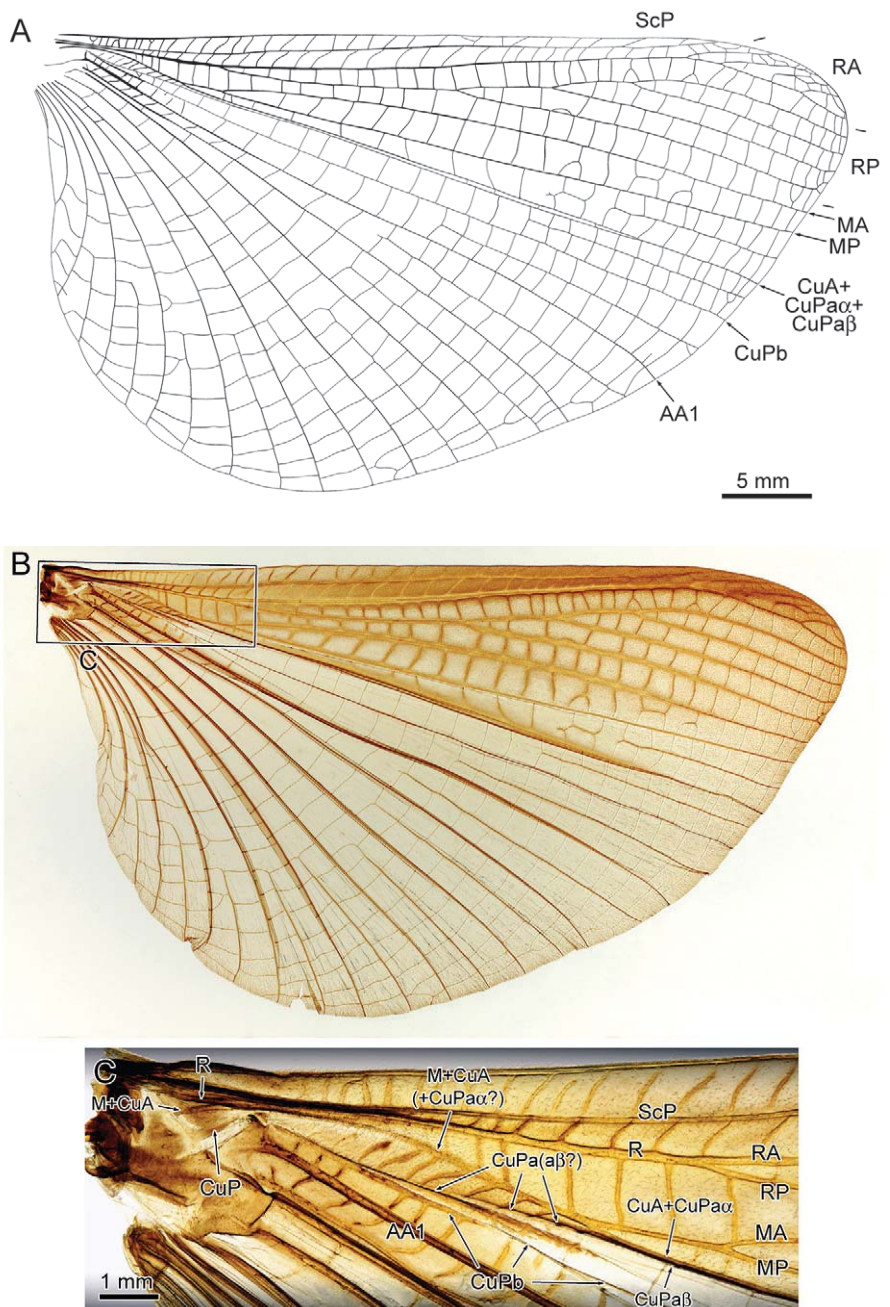 A
ScP
RA
RP
MA
MP
CuA+
CuPaα+
CuPaβ
CuPb
AA1
5 mm
B
C
C
R
M+CuA
(+CuPaα?)
M+CuA
ScP
R
RA
CuPa(aβ?)
CuP
RP
CuA+CuPaα
AA1
MA
CuPb
MP
1 mm
CuPaβ